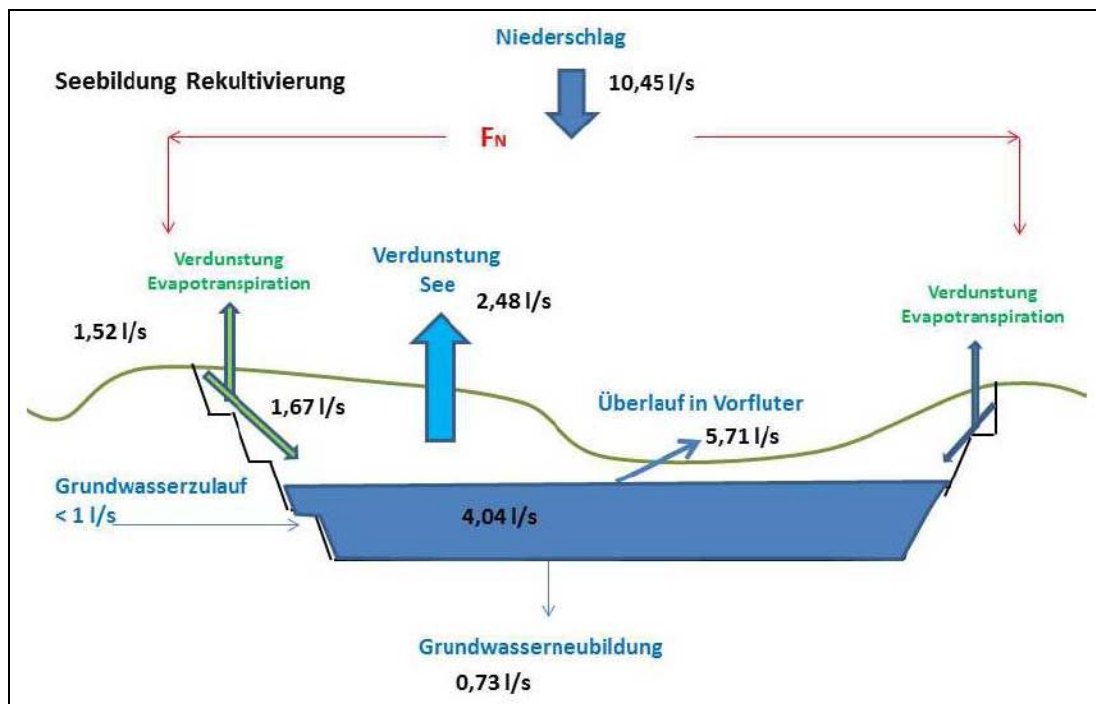 Niederschlag
10,45 l/s
Seebildung Rekultivierung
FN
Verdunstung
Evapotranspiration
1,52 l/s
Verdunstung
See
2,48 l/s
Verdunstung
Evapotranspiration
1,67 l/s
Überlauf in Vorfluter
5,71 l/s
Grundwasserzulauf
< 1 l/s
4,04 l/s
Grundwasserneubildung
0,73 l/s